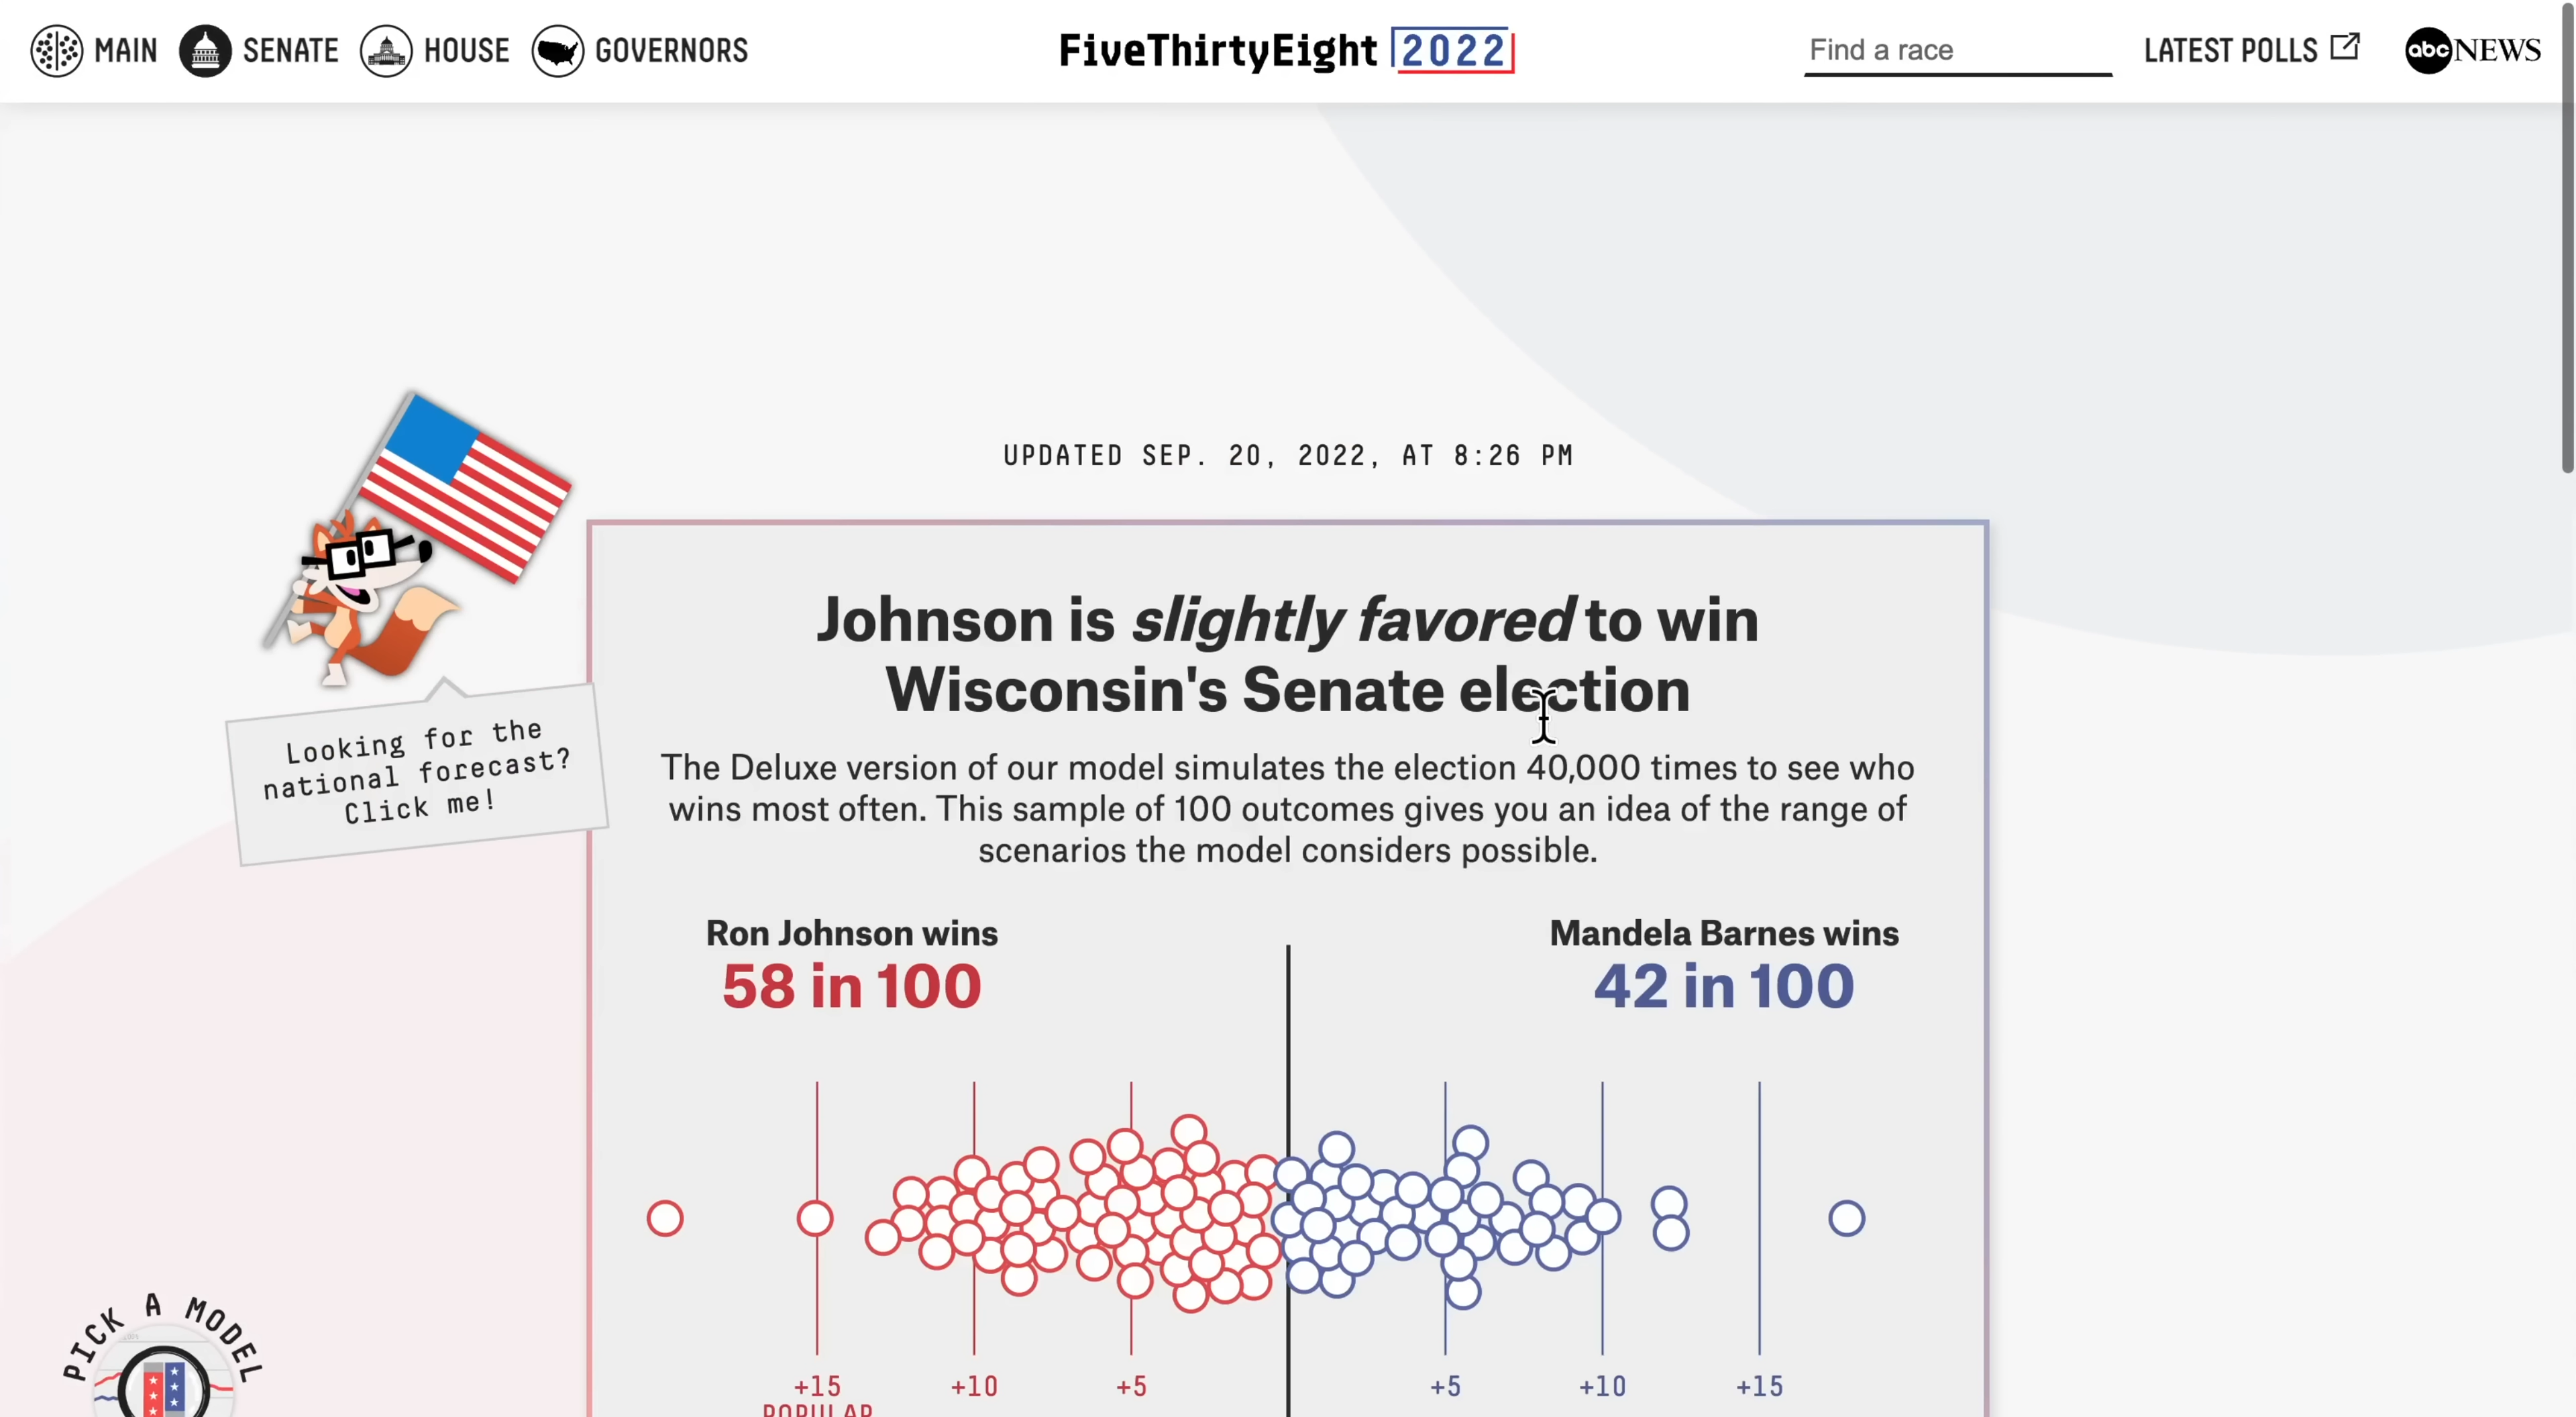 MAIN SENATE HOUSE GOVERNORS
FiveThirtyEight 2022
Find a race
LATEST POLLS
abc NEWS
UPDATED SEP. 20, 2022, AT 8:26 PM
Looking for the
national forecast?
Click me!
Johnson is slightly favored to win
Wisconsin's Senate election
The Deluxe version of our model simulates the election 40,000 times to see who
wins most often. This sample of 100 outcomes gives you an idea of the range of
scenarios the model considers possible.
Ron Johnson wins
58 in 100
Mandela Barnes wins
42 in 100
PICK A MODEL
+15 +10 +5 +5 +10 +15
POPULAR